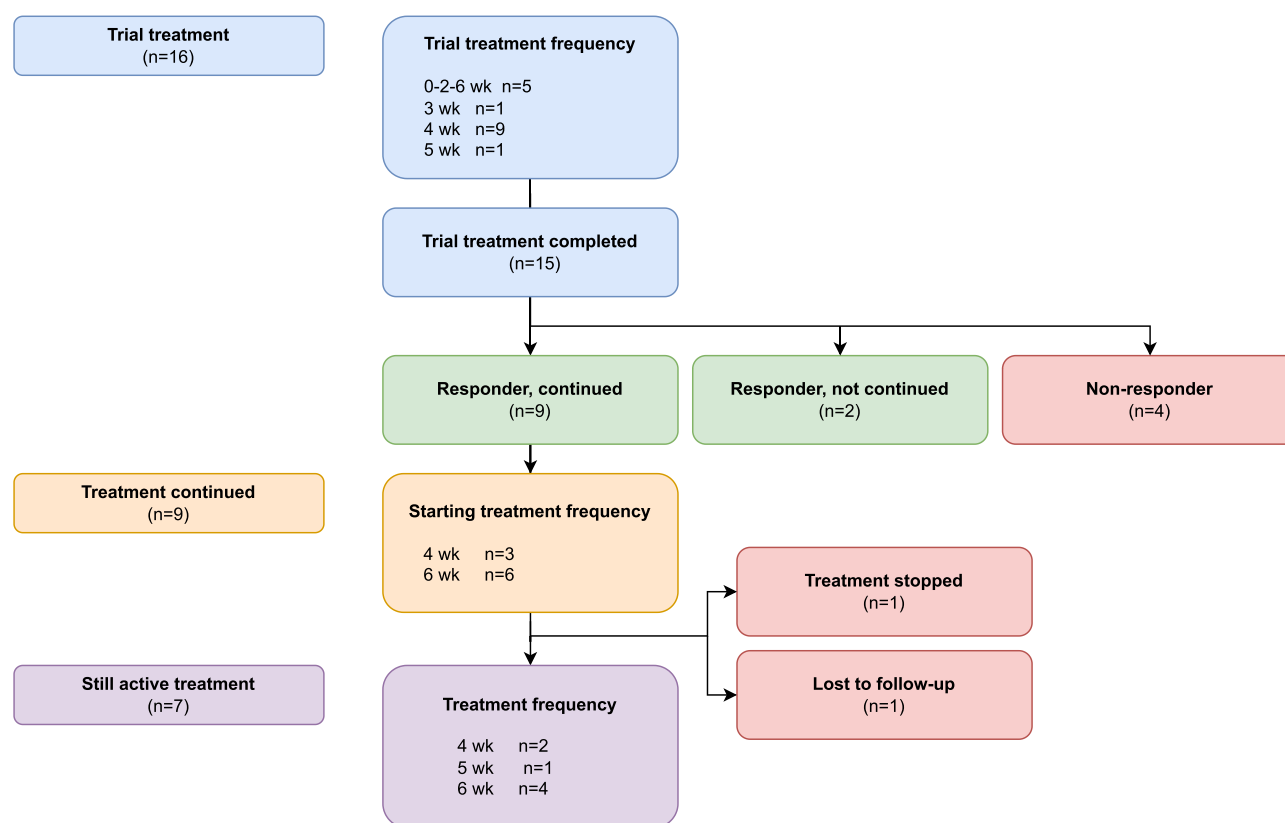 Trial treatment
(n=16)
Trial treatment frequency
0-2-6 wk n=5
3 wk n=1
4 wk n=9
5 wk n=1
Trial treatment completed
(n=15)
Responder, continued
(n=9)
Responder, not continued
(n=2)
Non-responder
(n=4)
Treatment continued
(n=9)
Starting treatment frequency
4 wk n=3
6 wk n=6
Treatment stopped
(n=1)
Lost to follow-up
(n=1)
Still active treatment
(n=7)
Treatment frequency
4 wk n=2
5 wk n=1
6 wk n=4